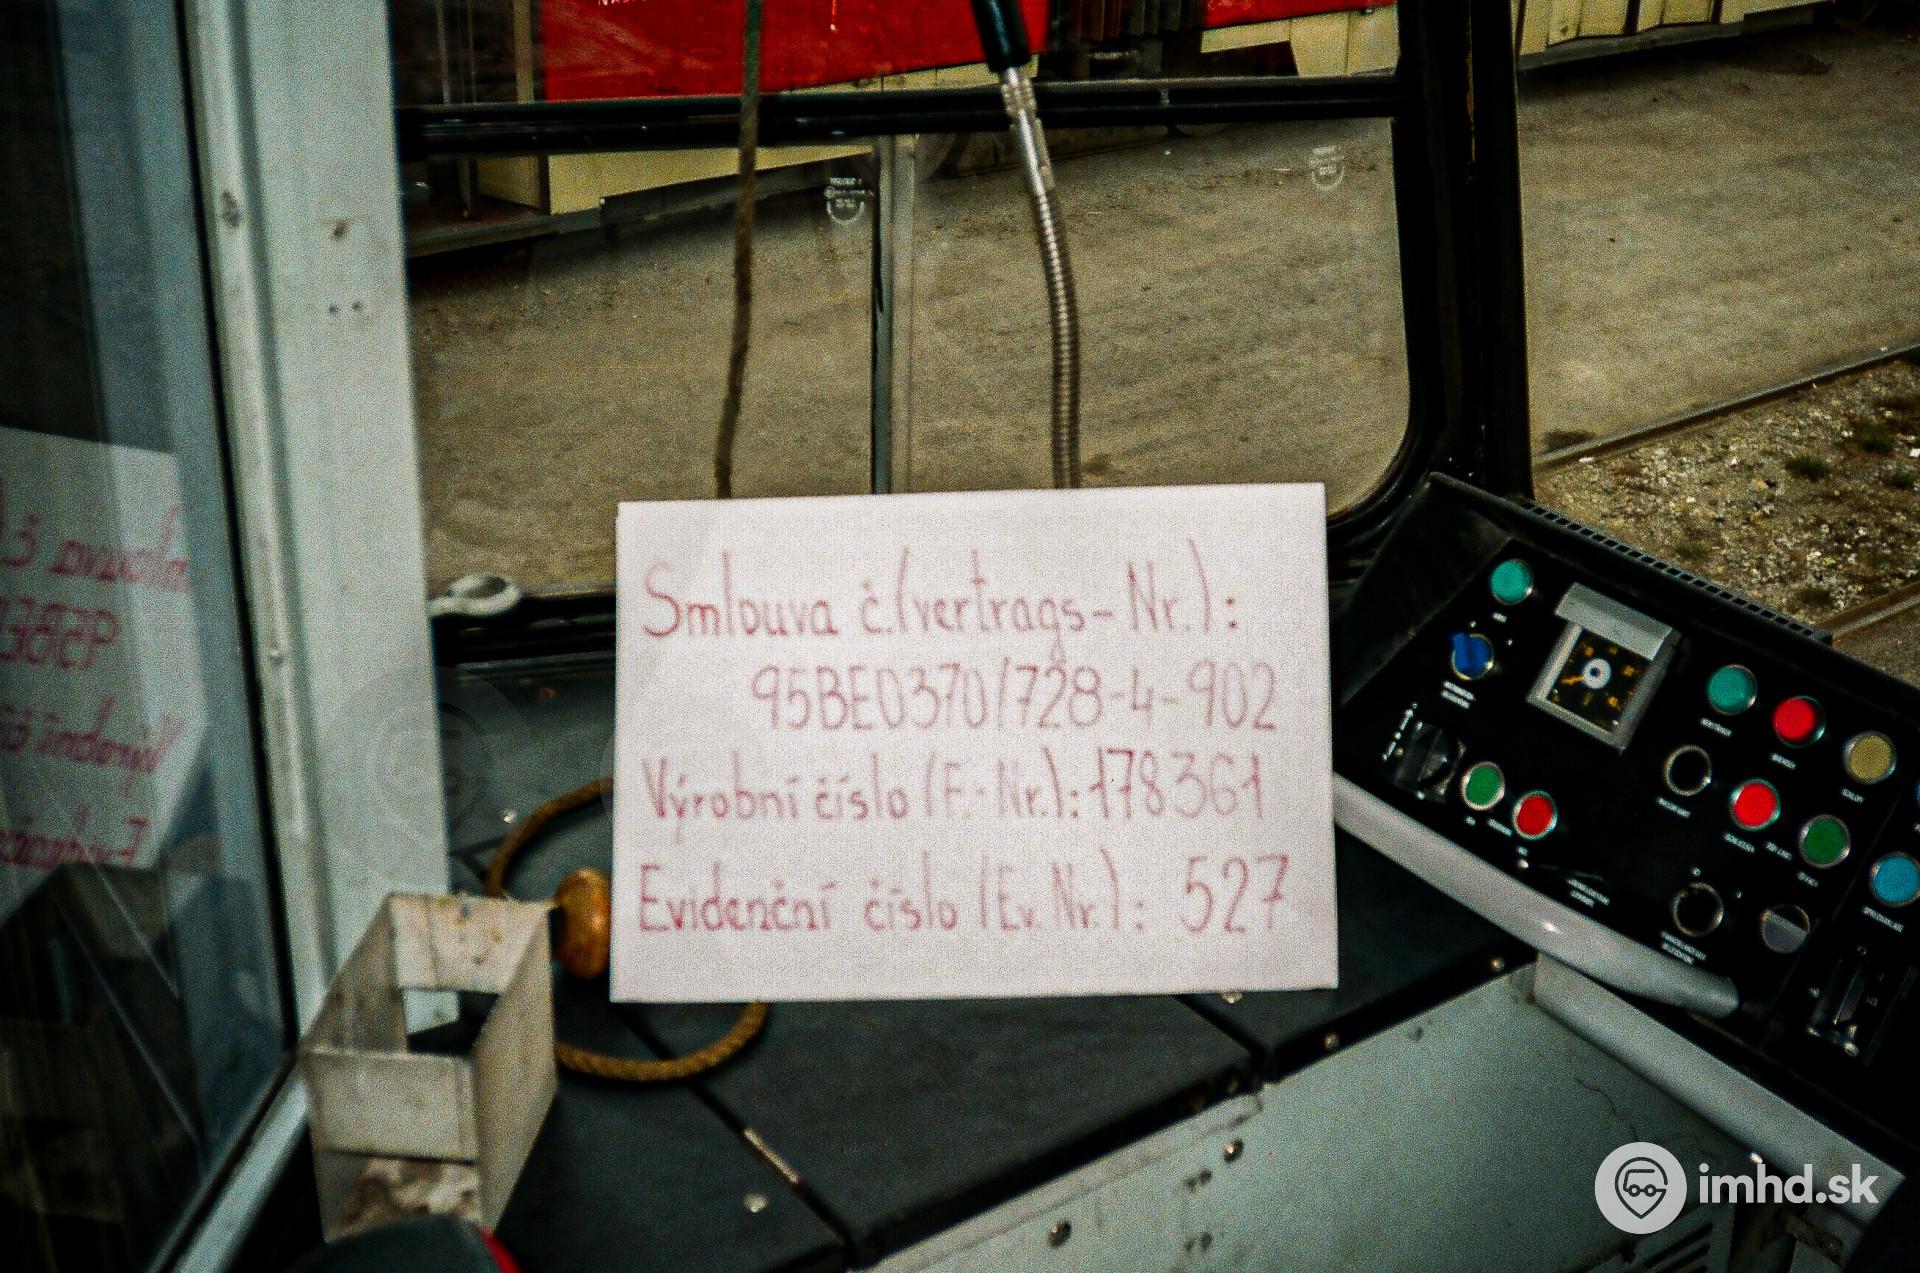 Smlouva č.(vertrags-Nr.):
95BE0370/728-4-902
Výrobní číslo (F.-Nr.): 178361
Evidenční číslo (Ev. Nr.): 527
imhd.sk